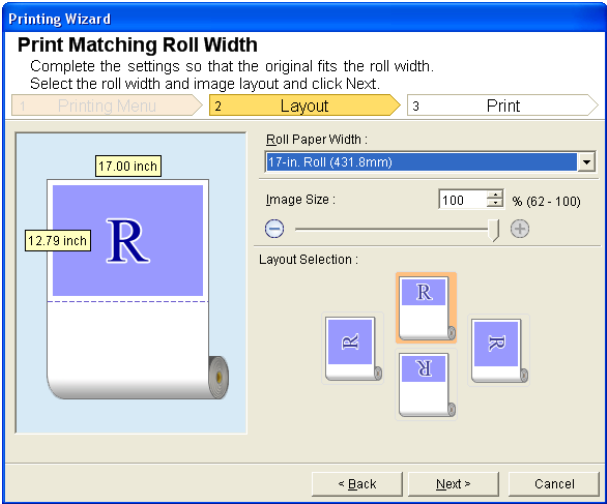 Printing Wizard
Print Matching Roll Width
Complete the settings so that the original fits the roll width.
Select the roll width and image layout and click Next.
1 Printing Menu 2 Layout 3 Print
Roll Paper Width :
17-in. Roll (431.8mm)
17.00 inch
Image Size : 100 % (62 - 100)
12.79 inch
R
Layout Selection :
R
R
R
R
< Back Next > Cancel